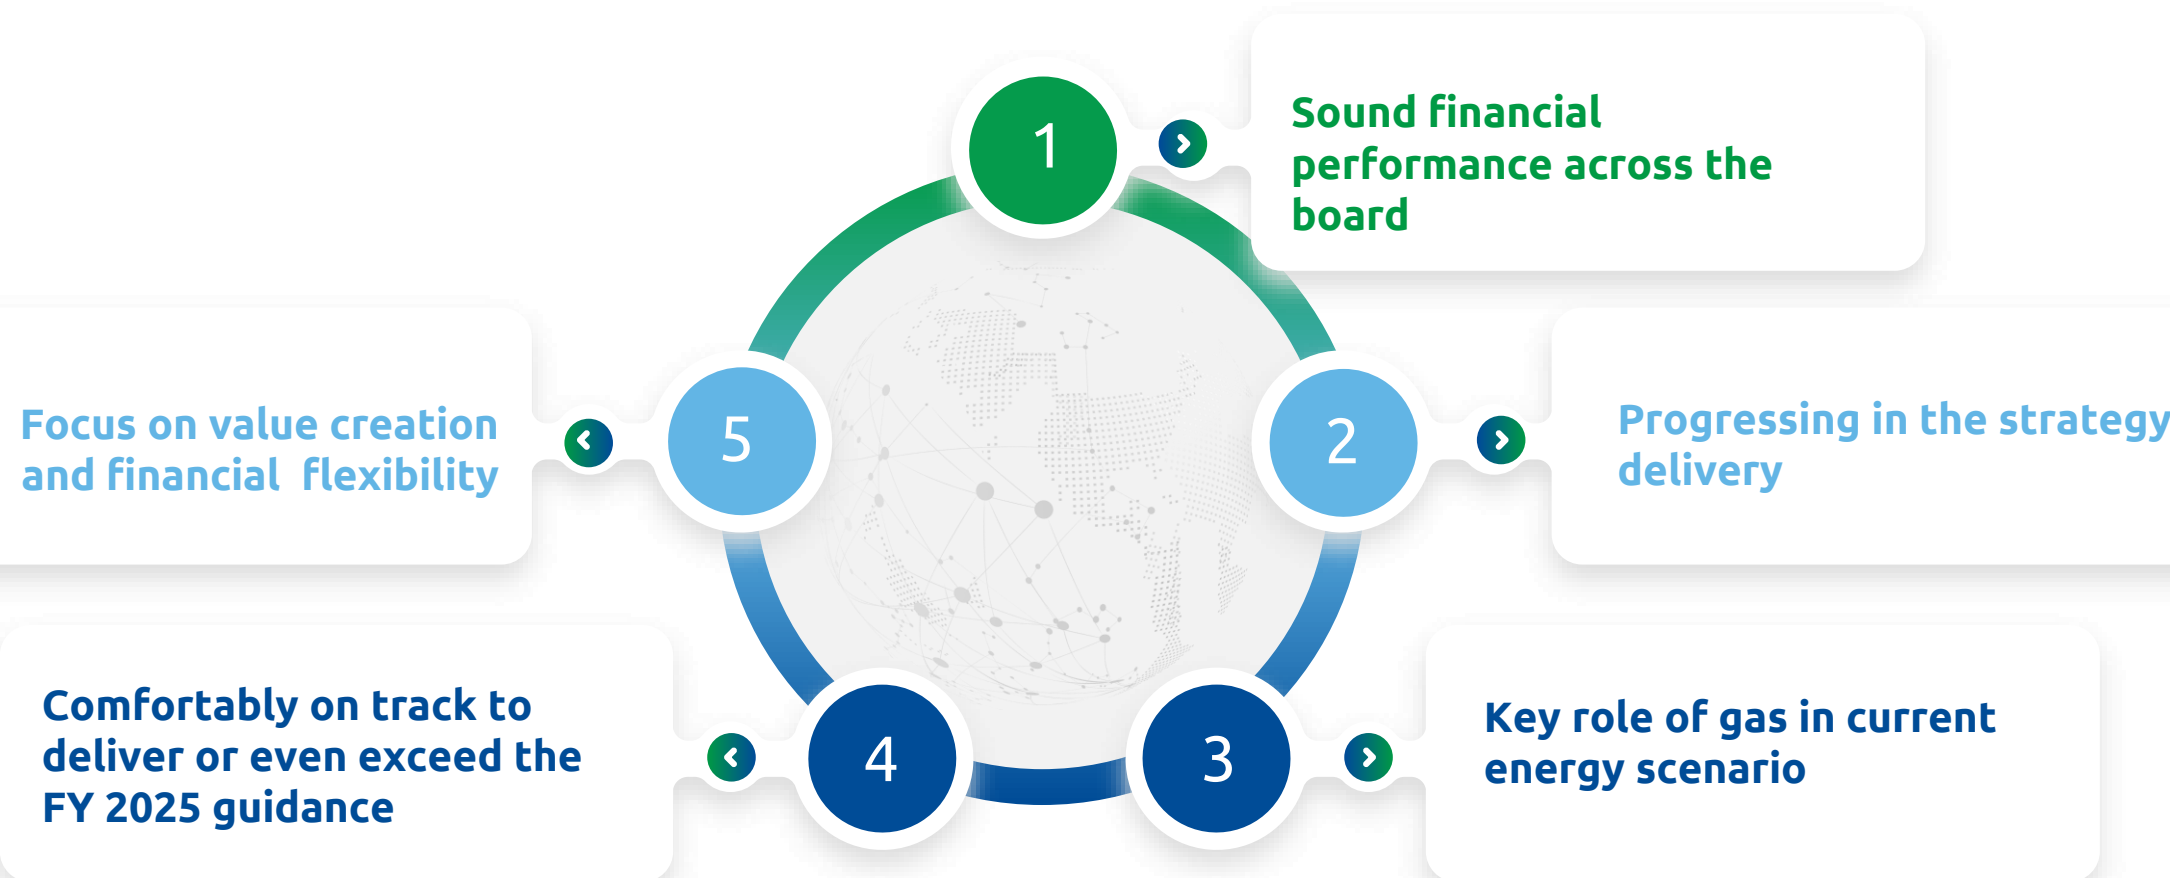 1
Sound financial
performance across the
board
2
Progressing in the strategy
delivery
3
Key role of gas in current
energy scenario
4
Comfortably on track to
deliver or even exceed the
FY 2025 guidance
5
Focus on value creation
and financial  flexibility